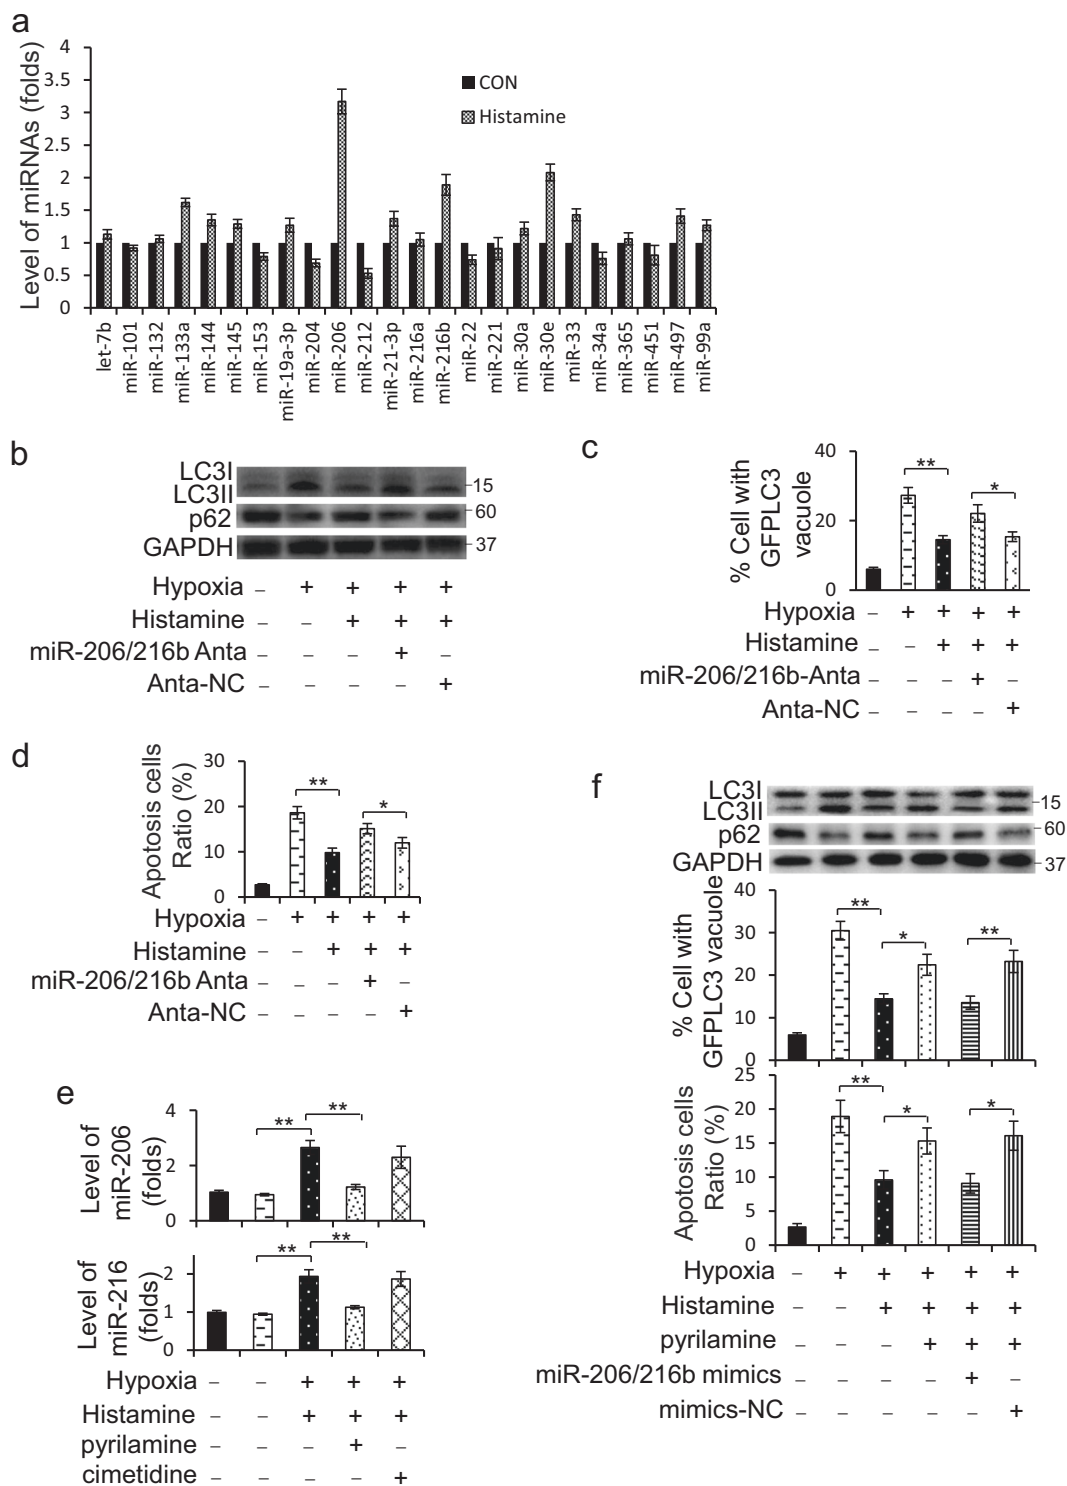 a
Level of miRNAs (folds)
4
3.5
3
2.5
2
1.5
1
0.5
0
CON
Histamine
let-7b
miR-101
miR-132
miR-133a
miR-144
miR-145
miR-153
miR-19a-3p
miR-204
miR-206
miR-212
miR-21-3p
miR-216a
miR-216b
miR-22
miR-221
miR-30a
miR-30e
miR-33
miR-34a
miR-365
miR-451
miR-497
miR-99a
b
LC3I
LC3II
p62
GAPDH
-15
60
-37
Hypoxia – + + + +
Histamine – – + + +
miR-206/216b Anta – – – + –
Anta-NC – – – – +
c
% Cell with
GFPLC3
vacuole
40
20
0
** *
Hypoxia – + + + +
Histamine – – + + +
miR-206/216b-Anta – – – + –
Anta-NC – – – – +
d
Apotosis cells
Ratio (%)
30
20
10
0
** *
Hypoxia – + + + +
Histamine – – + + +
miR-206/216b Anta – – – + –
Anta-NC – – – – +
e
Level of
miR-206
(folds)
4
2
0
** **
Level of
miR-216
(folds)
2
1
0
** **
Hypoxia – – + + +
Histamine – – + + +
pyrilamine – – – + –
cimetidine – – – – +
f
LC3I
LC3II
p62
GAPDH
-15
-60
-37
% Cell with
GFPLC3 vacuole
40
30
20
10
0
** * **
Apotosis cells
Ratio (%)
25
20
15
10
5
0
** * *
Hypoxia – + + + + +
Histamine – – + + + +
pyrilamine – – – + + +
miR-206/216b mimics – – – – + –
mimics-NC – – – – – +